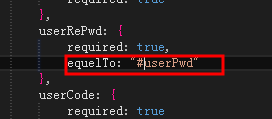 },
userRePwd: {
required: true,
equelTo: "#userPwd"
},
userCode: {
required: true